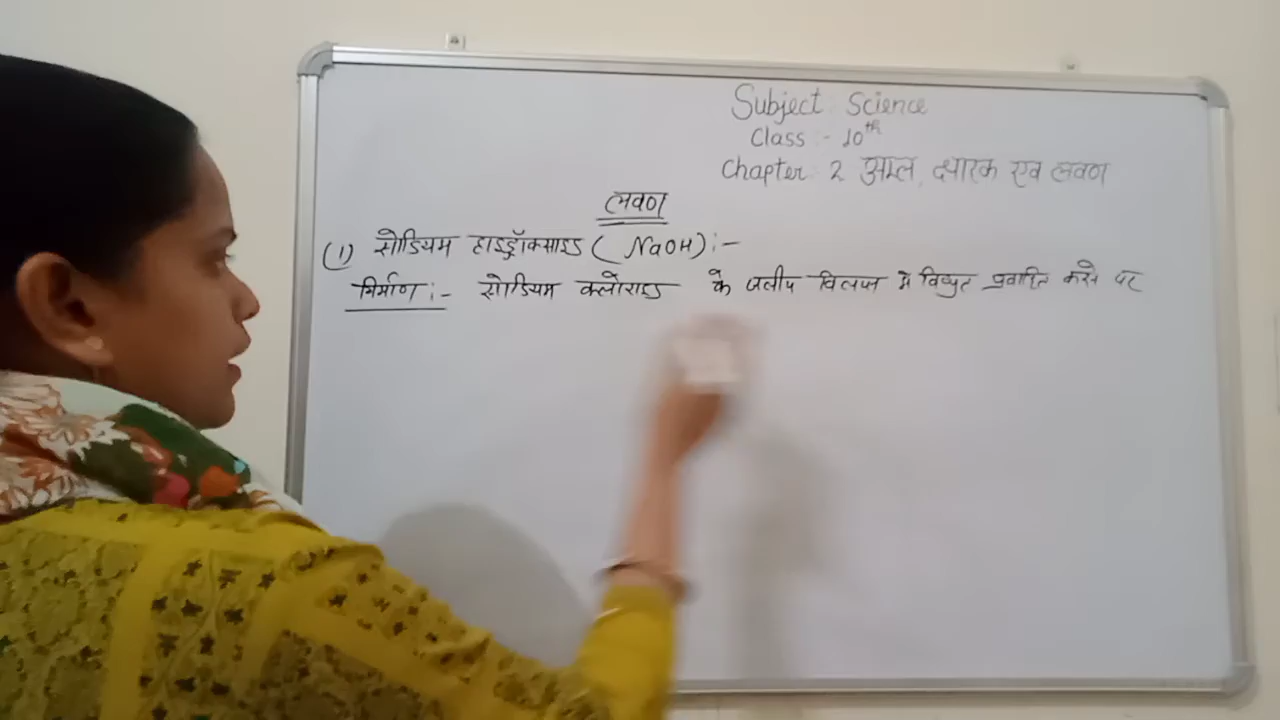 Subject : Science
Class :- 10th
Chapter : 2 अम्ल, क्षारक एव लवण
लवण
(1) सोडियम हाइड्रॉक्साइड ( NaOH ) :-
निर्माण :- सोडियम क्लोराइड के जलीय विलयन मे विधुत प्रवाहित करने पर